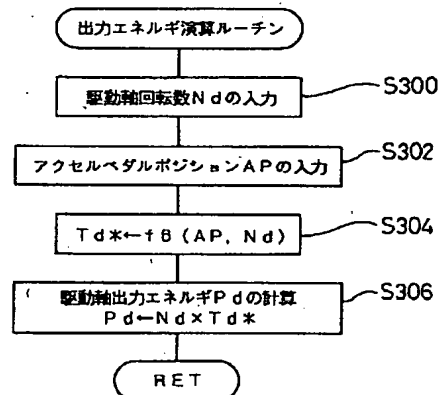 出力エネルギ演算ルーチン
駆動軸回転数Ndの入力
S300
アクセルペダルポジションAPの入力
S302
Td*←fB(AP, Nd)
S304
駆動軸出力エネルギPdの計算
Pd←Nd×Td*
S306
RET